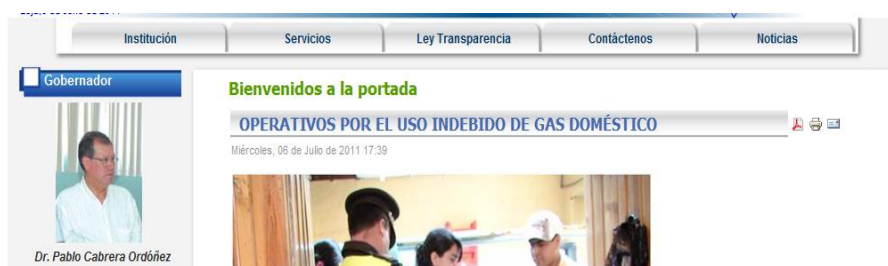 Institución
Servicios
Ley Transparencia
Contáctenos
Noticias
Gobernador
Dr. Pablo Cabrera Ordóñez
Bienvenidos a la portada
OPERATIVOS POR EL USO INDEBIDO DE GAS DOMÉSTICO
Miércoles, 06 de Julio de 2011 17:39